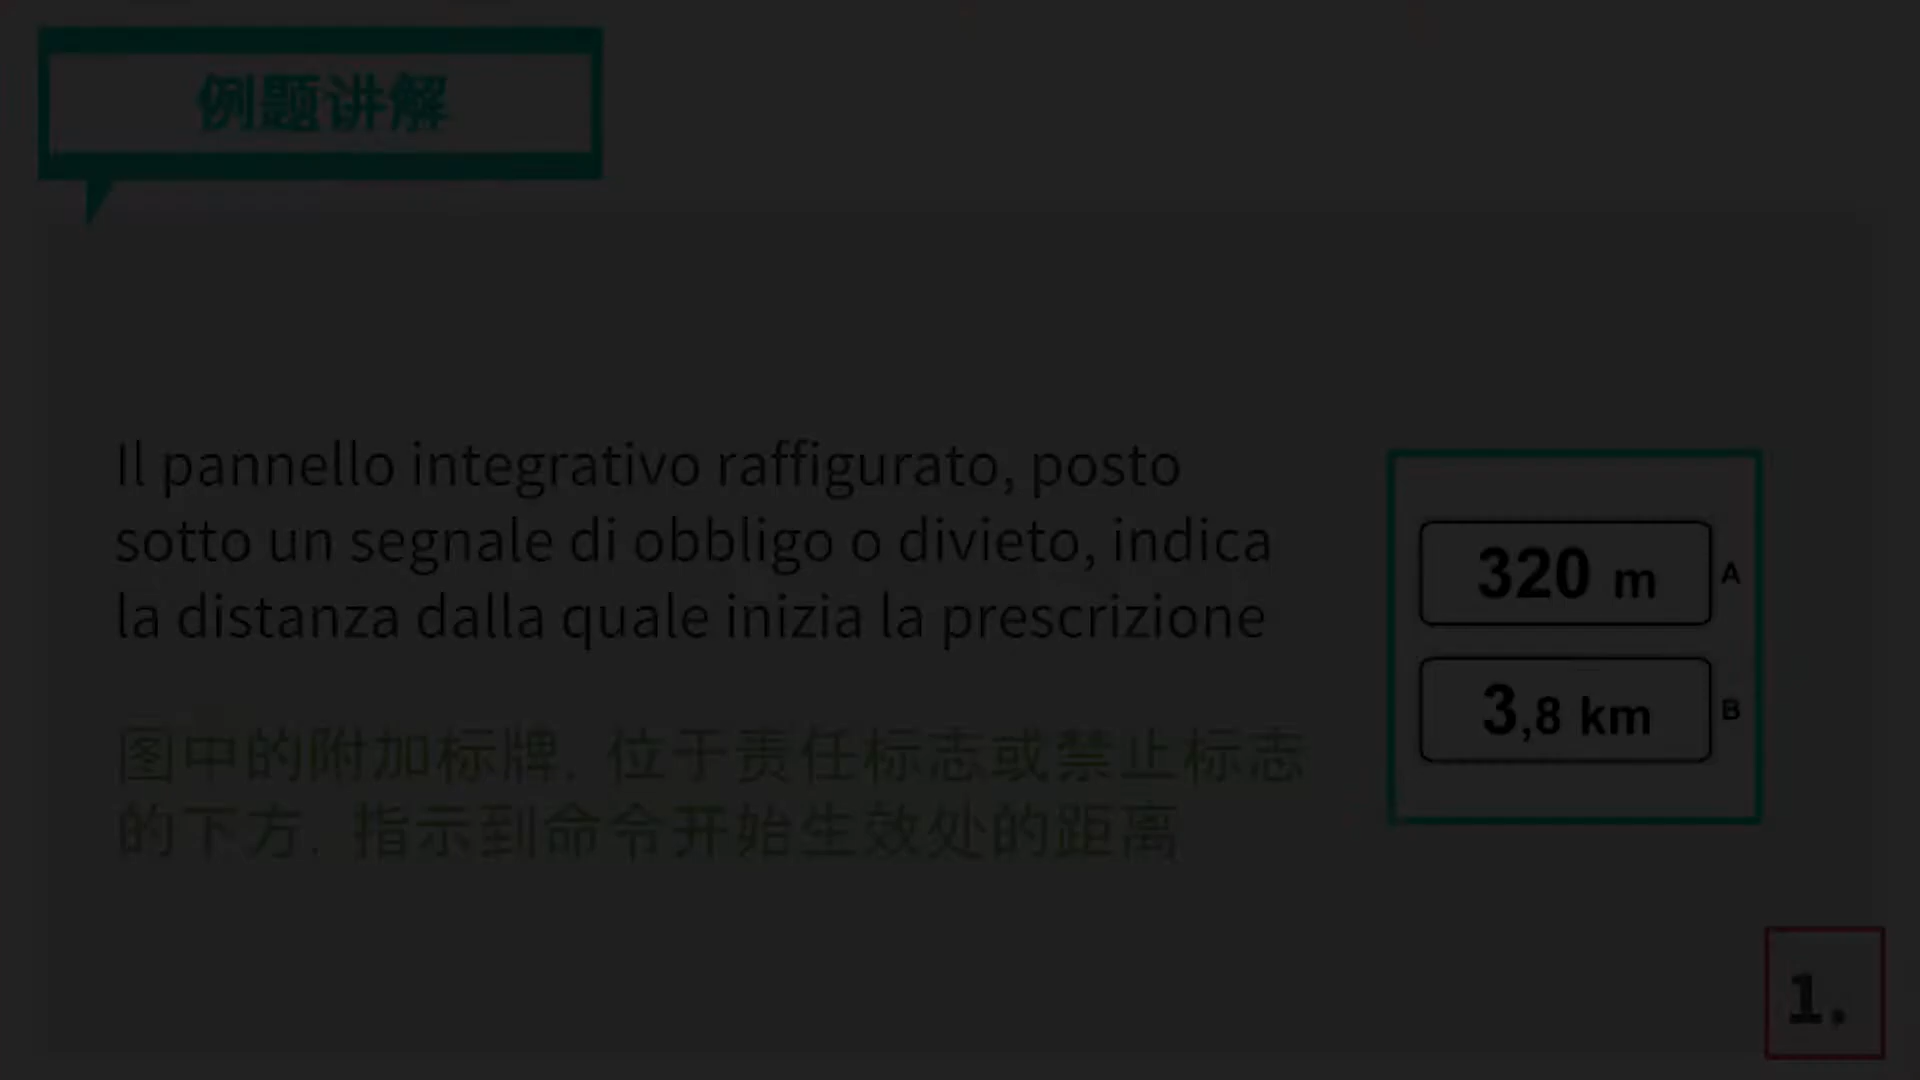 例题讲解
Il pannello integrativo raffigurato, posto
sotto un segnale di obbligo o divieto, indica
la distanza dalla quale inizia la prescrizione
图中的附加标牌, 位于责任标志或禁止标志
的下方, 指示到命令开始生效处的距离
320 m A
3,8 km B
1.